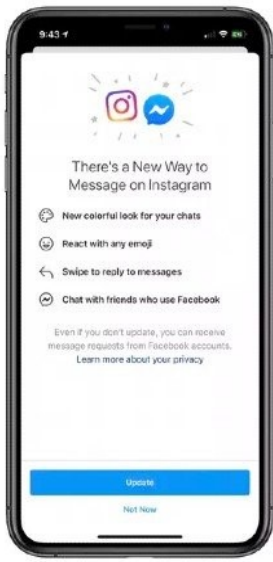 9:43
There's a New Way to
Message on Instagram
New colorful look for your chats
React with any emoji
Swipe to reply to messages
Chat with friends who use Facebook
Even if you don't update, you can receive
message requests from Facebook accounts.
Learn more about your privacy
Update
Not Now